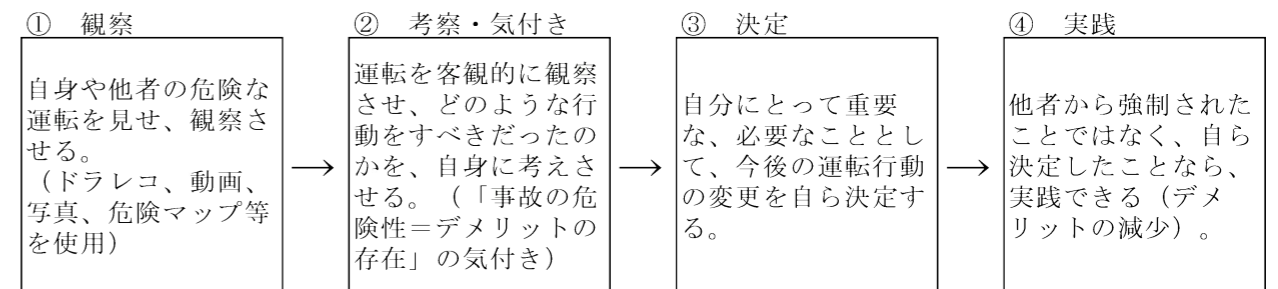 ① 観察
自身や他者の危険な
運転を見せ、観察さ
せる。
(ドラレコ、動画、
写真、危険マップ等
を使用)
→
② 考察・気付き
運転を客観的に観察
させ、どのような行
動をすべきだったの
かを、自身に考えさ
せる。(「事故の危
険性=デメリットの
存在」の気付き)
→
③ 決定
自分にとって重要
な、必要なこととし
て、今後の運転行動
の変更を自ら決定す
る。
→
④ 実践
他者から強制された
ことではなく、自ら
決定したことなら、
実践できる(デメ
リットの減少)。